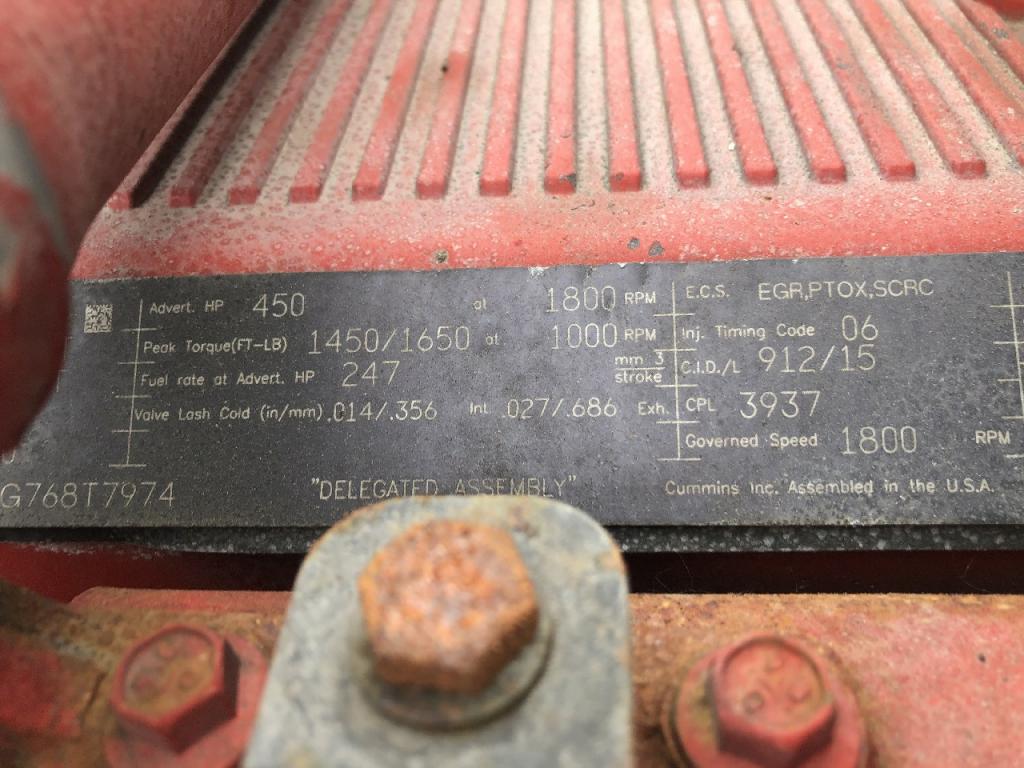 Advert. HP 450 at 1800 RPM
Peak Torque(FT-LB) 1450/1650 at 1000 RPM
Fuel rate at Advert. HP 247 mm 3 stroke
Valve Lash Cold (in/mm) .014/.356 Int .027/.686 Exh.
E.C.S. EGR,PTOX,SCRC
Inj. Timing Code 06
C.I.D./L 912/15
CPL 3937
Governed Speed 1800 RPM
G768T7974
"DELEGATED ASSEMBLY"
Cummins Inc. Assembled in the U.S.A.